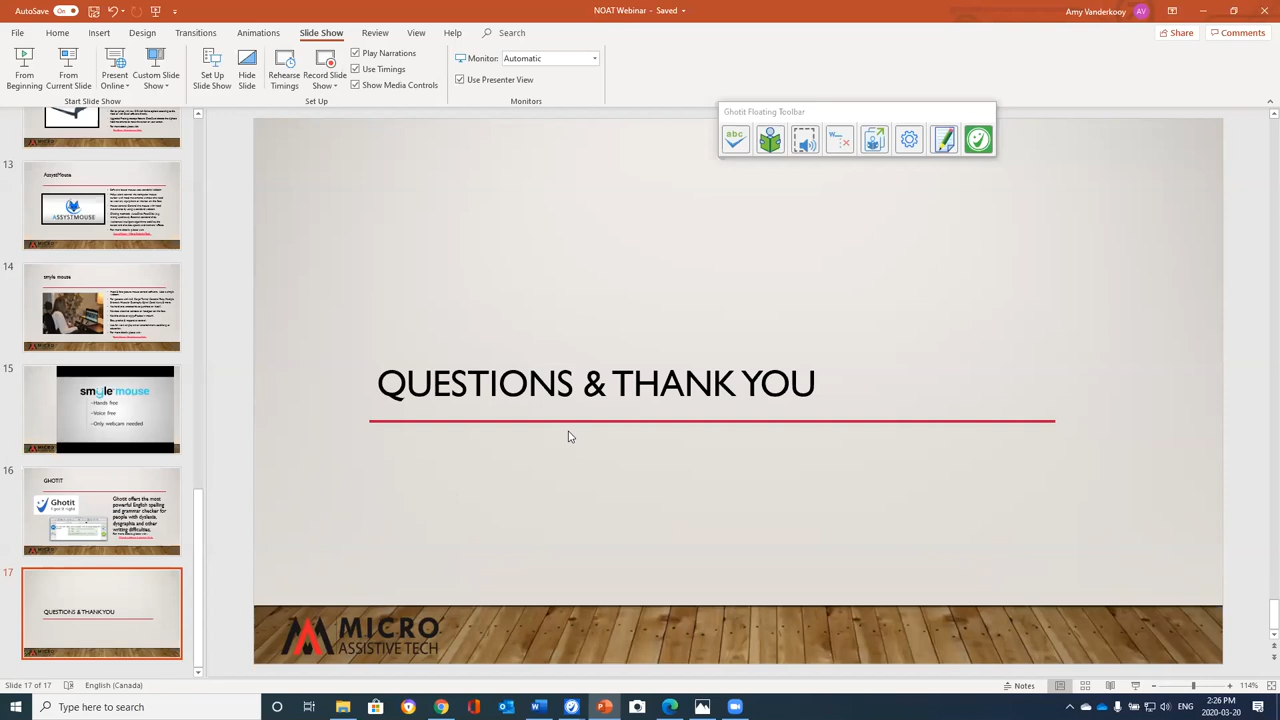 AutoSave
NOAT Webinar - Saved
Amy Vanderkooy
AV
File
Home
Insert
Design
Transitions
Animations
Slide Show
Review
View
Help
Search
Share
Comments
From Beginning
From Current Slide
Present Online
Custom Slide Show
Set Up Slide Show
Hide Slide
Rehearse Timings
Record Slide Show
Play Narrations
Use Timings
Show Media Controls
Monitor:
Automatic
Use Presenter View
Start Slide Show
Set Up
Monitors
Ghotit Floating Toolbar
abc
13
AssystMouse
ASSYSTMOUSE
14
smyle mouse
15
smyle mouse
-Hands free
-Voice free
-Only webcam needed
16
GHOTIT
Ghotit
Ghotit offers the most
powerful English spelling
and grammar checker for
people with dyslexia,
dysgraphia and other
writing difficulties.
17
QUESTIONS & THANK YOU
QUESTIONS & THANK YOU
MICRO
ASSISTIVE TECH
Slide 17 of 17
English (Canada)
Notes
114%
Type here to search
2:26 PM
2020-03-20